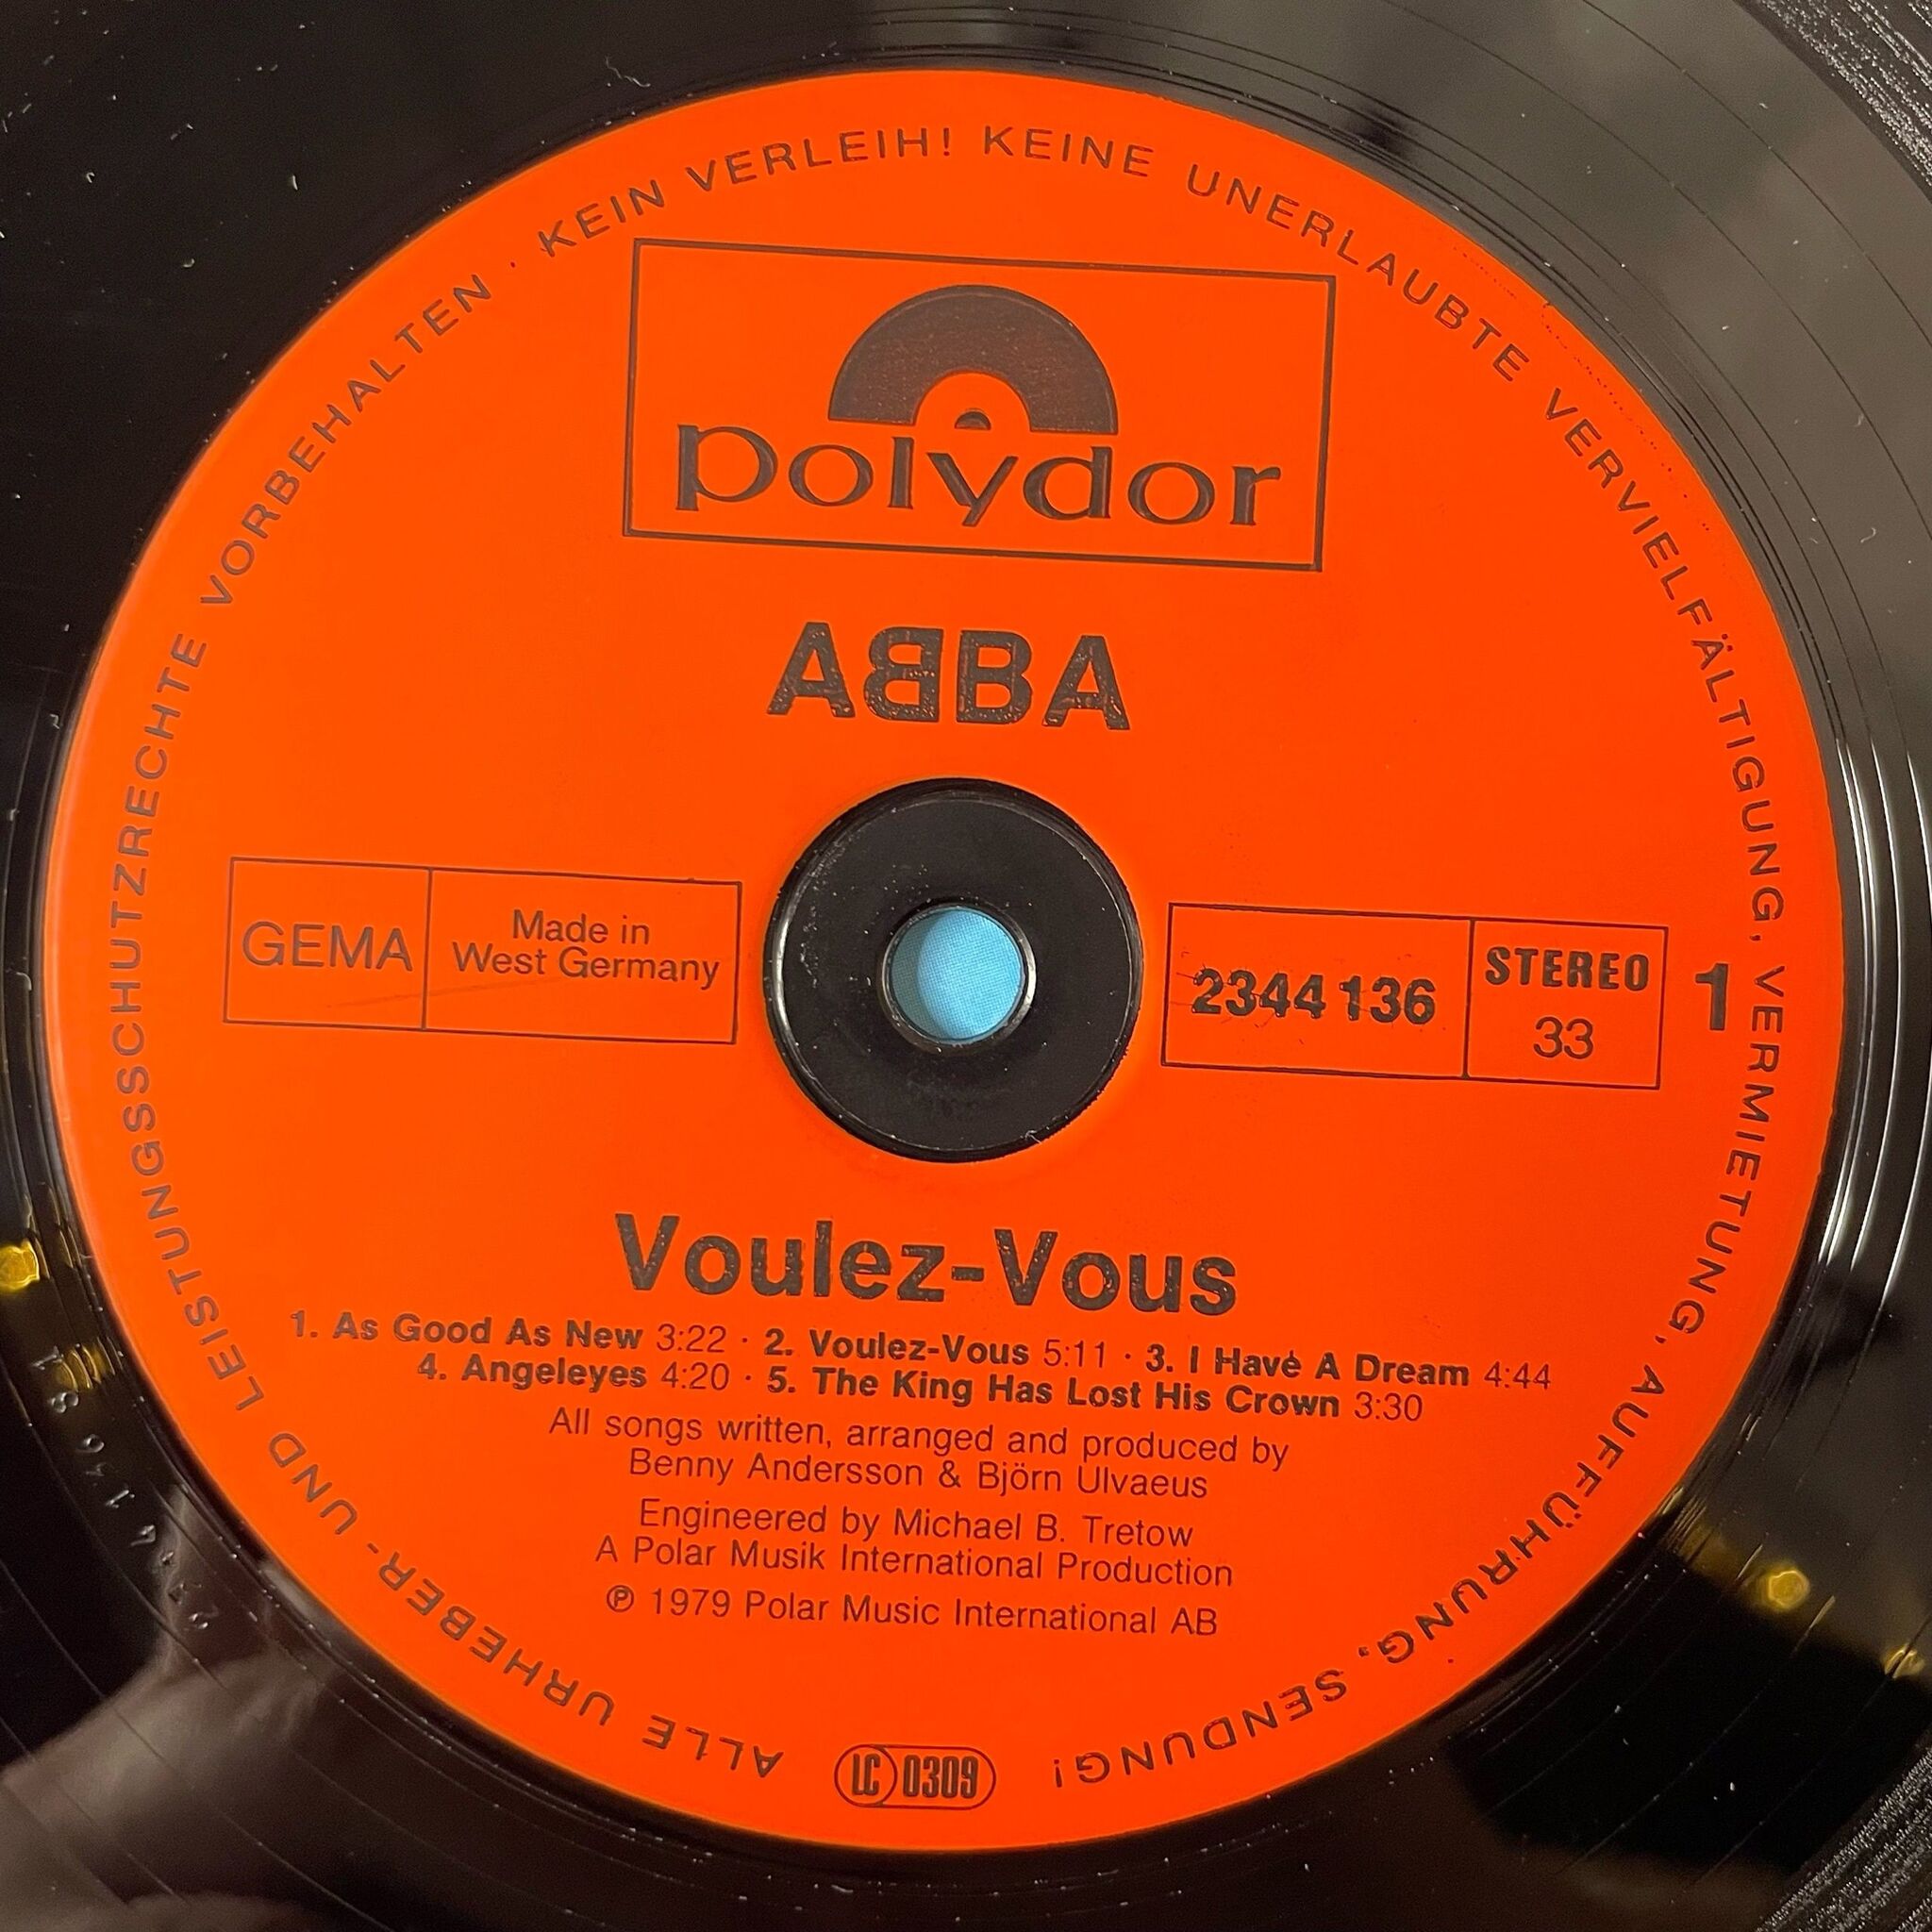 ALLE URHEBER- UND LEISTUNGSSCHUTZRECHTE VORBEHALTEN · KEIN VERLEIH! KEINE UNERLAUBTE VERVIELFÄLTIGUNG, VERMIETUNG, AUFFÜHRUNG, SENDUNG!
polydor
ABBA
GEMA
Made in
West Germany
2344 136
STEREO
33
1
Voulez-Vous
1. As Good As New 3:22 · 2. Voulez-Vous 5:11 · 3. I Have A Dream 4:44
4. Angeleyes 4:20 · 5. The King Has Lost His Crown 3:30
All songs written, arranged and produced by
Benny Andersson & Björn Ulvaeus
Engineered by Michael B. Tretow
A Polar Musik International Production
℗ 1979 Polar Music International AB
LC 0309